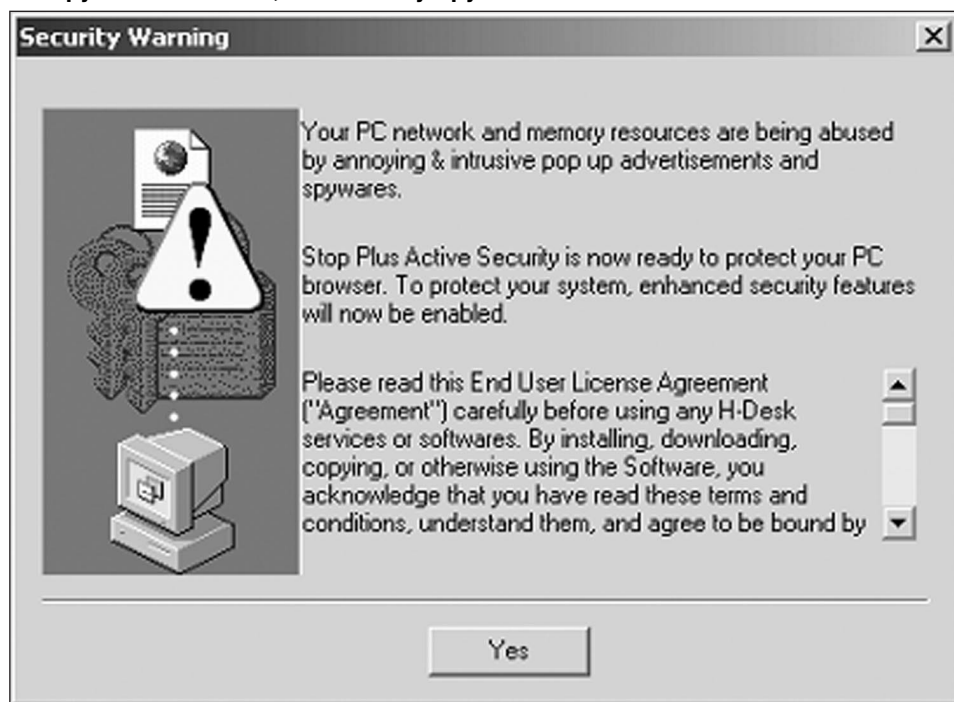 Security Warning
Your PC network and memory resources are being abused
by annoying & intrusive pop up advertisements and
spywares.
Stop Plus Active Security is now ready to protect your PC
browser. To protect your system, enhanced security features
will now be enabled.
Please read this End User License Agreement
("Agreement") carefully before using any H-Desk
services or softwares. By installing, downloading,
copying, or otherwise using the Software, you
acknowledge that you have read these terms and
conditions, understand them, and agree to be bound by
Yes